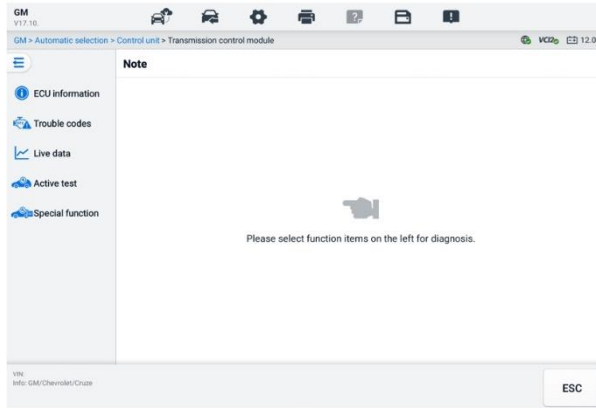 GM
V17.10.
GM > Automatic selection > Control unit > Transmission control module
VCI 12.0
Note
ECU information
Trouble codes
Live data
Active test
Special function
Please select function items on the left for diagnosis.
VIN:
Info: GM/Chevrolet/Cruze
ESC